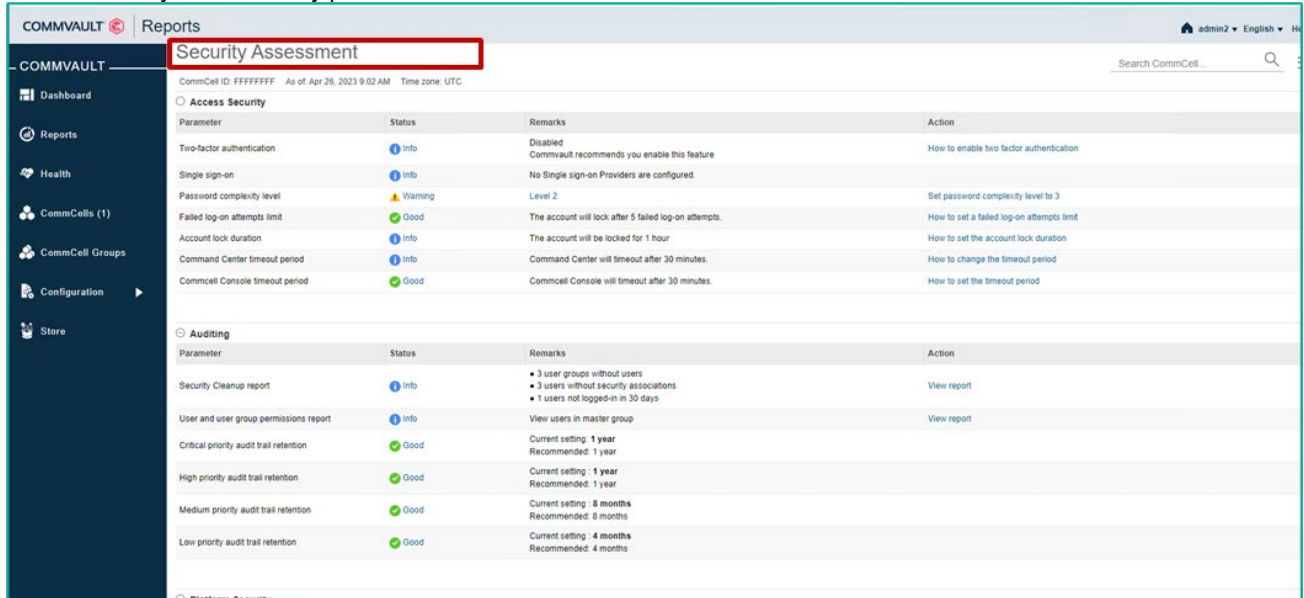 COMMVAULT Reports
admin2 English
Security Assessment
COMMVAULT
Search CommCell...
CommCell ID: FFFFFFFF As of: Apr 26, 2023 9:02 AM Time zone: UTC
Dashboard
Reports
Health
CommCells (1)
CommCell Groups
Configuration
Store
Access Security
Parameter Status Remarks Action
Two-factor authentication Info Disabled How to enable two factor authentication
Commvault recommends you enable this feature
Single sign-on Info No Single sign-on Providers are configured.
Password complexity level Warning Level 2 Set password complexity level to 3
Failed log-on attempts limit Good The account will lock after 5 failed log-on attempts. How to set a failed log-on attempts limit
Account lock duration Info The account will be locked for 1 hour How to set the account lock duration
Command Center timeout period Info Command Center will timeout after 30 minutes. How to change the timeout period
Commcell Console timeout period Good Commcell Console will timeout after 30 minutes. How to set the timeout period
Auditing
Parameter Status Remarks Action
Security Cleanup report Info • 3 user groups without users View report
• 3 users without security associations
• 1 users not logged-in in 30 days
User and user group permissions report Info View users in master group View report
Critical priority audit trail retention Good Current setting: 1 year
Recommended: 1 year
High priority audit trail retention Good Current setting : 1 year
Recommended: 1 year
Medium priority audit trail retention Good Current setting : 8 months
Recommended: 8 months
Low priority audit trail retention Good Current setting : 4 months
Recommended: 4 months